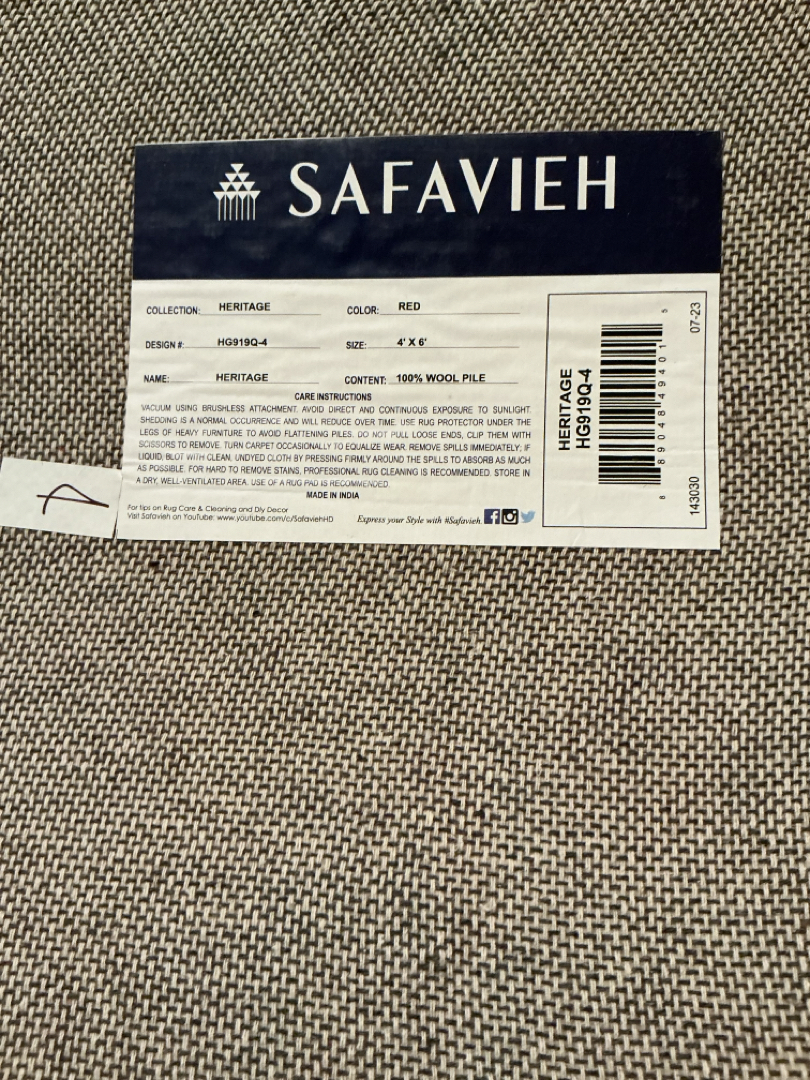 SAFAVIEH
COLLECTION: HERITAGE COLOR: RED
DESIGN #: HG919Q-4 SIZE: 4' X 6'
NAME: HERITAGE CONTENT: 100% WOOL PILE
CARE INSTRUCTIONS
VACUUM USING BRUSHLESS ATTACHMENT. AVOID DIRECT AND CONTINUOUS EXPOSURE TO SUNLIGHT.
SHEDDING IS A NORMAL OCCURRENCE AND WILL REDUCE OVER TIME. USE RUG PROTECTOR UNDER THE
LEGS OF HEAVY FURNITURE TO AVOID FLATTENING PILES. DO NOT PULL LOOSE ENDS, CLIP THEM WITH
SCISSORS TO REMOVE. TURN CARPET OCCASIONALLY TO EQUALIZE WEAR. REMOVE SPILLS IMMEDIATELY; IF
LIQUID, BLOT WITH CLEAN, UNDYED CLOTH BY PRESSING FIRMLY AROUND THE SPILLS TO ABSORB AS MUCH
AS POSSIBLE. FOR HARD TO REMOVE STAINS, PROFESSIONAL RUG CLEANING IS RECOMMENDED. STORE IN
A DRY, WELL-VENTILATED AREA. USE OF A RUG PAD IS RECOMMENDED.
MADE IN INDIA
For tips on Rug Care & Cleaning and Diy Decor
Visit Safavieh on YouTube: www.youtube.com/c/SafaviehHD
Express your Style with #Safavieh.
HERITAGE
HG919Q-4
8 89048 49401 5
143030 07-23